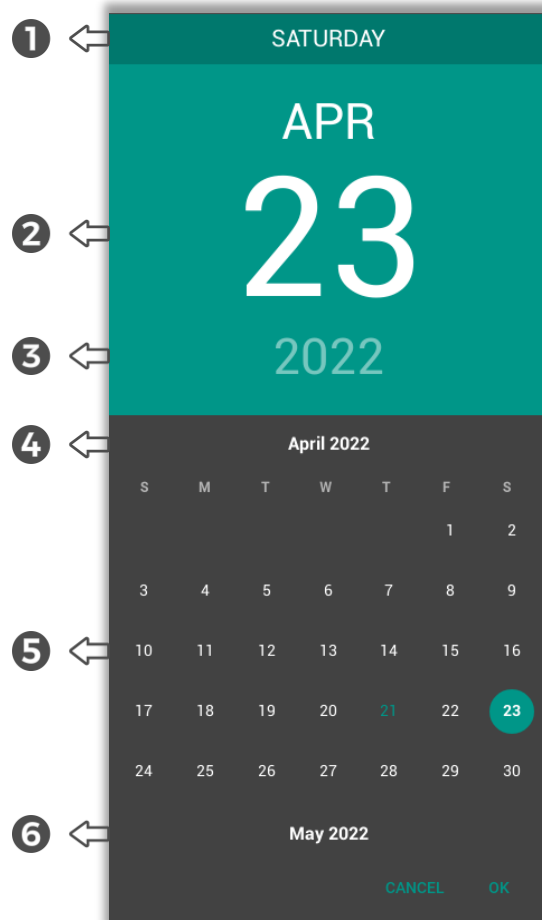 1 SATURDAY
APR
2 23
3 2022
4 April 2022
S M T W T F S
1 2
3 4 5 6 7 8 9
5 10 11 12 13 14 15 16
17 18 19 20 21 22 23
24 25 26 27 28 29 30
6 May 2022
CANCEL OK